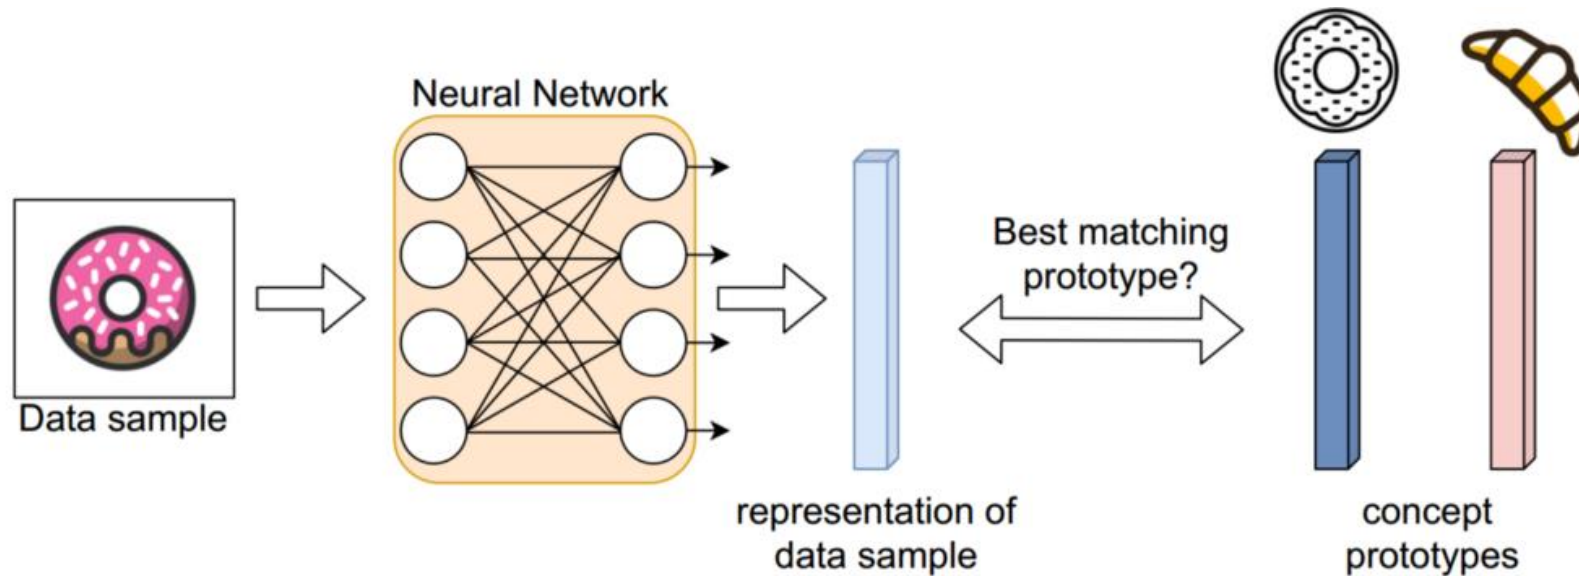 Neural Network
Data sample
representation of
data sample
Best matching
prototype?
concept
prototypes